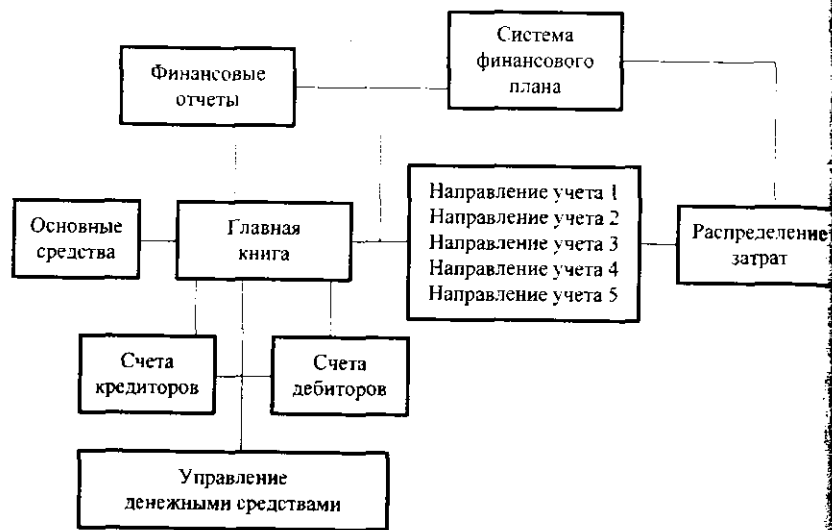 Финансовые
отчеты
Система
финансового
плана
Основные
средства
Главная
книга
Направление учета 1
Направление учета 2
Направление учета 3
Направление учета 4
Направление учета 5
Распределение
затрат
Счета
кредиторов
Счета
дебиторов
Управление
денежными средствами